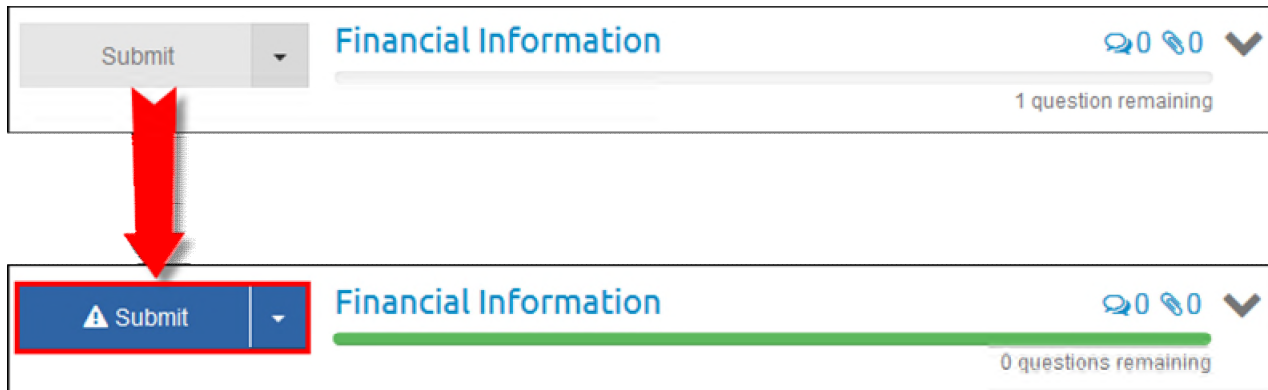 Submit
Financial Information
0 0
1 question remaining
Submit
Financial Information
0 0
0 questions remaining